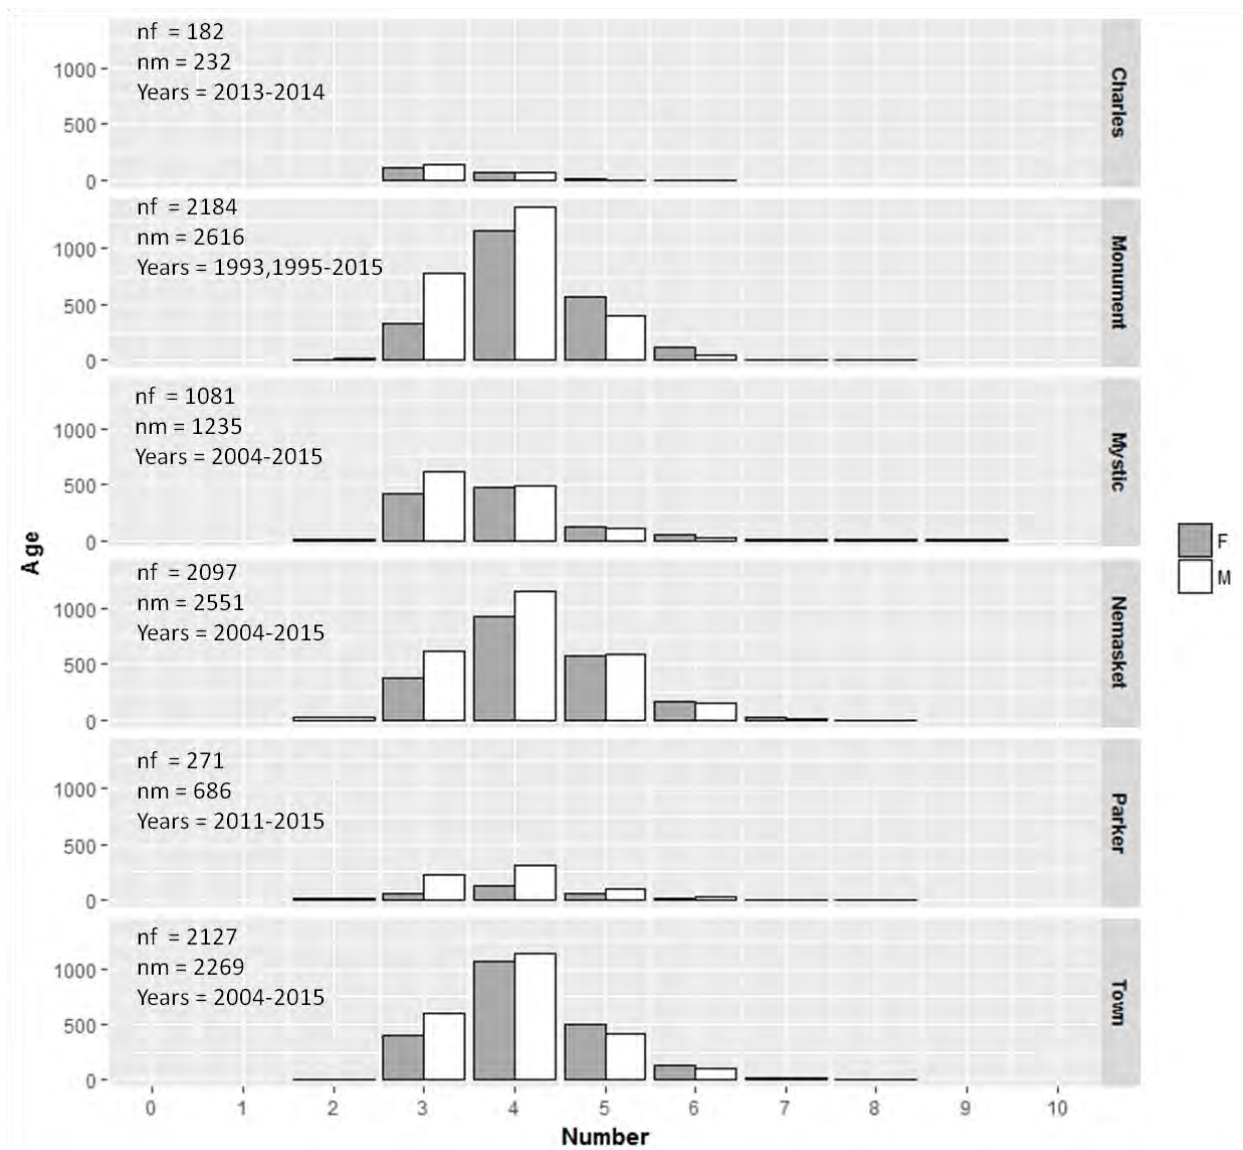 nf = 182
nm = 232
Years = 2013-2014
1000
500
0
Charles
nf = 2184
nm = 2616
Years = 1993,1995-2015
1000
500
0
Monument
nf = 1081
nm = 1235
Years = 2004-2015
1000
500
0
Mystic
nf = 2097
nm = 2551
Years = 2004-2015
1000
500
0
Nemasket
nf = 271
nm = 686
Years = 2011-2015
1000
500
0
Parker
nf = 2127
nm = 2269
Years = 2004-2015
1000
500
0
Town
Age
0 1 2 3 4 5 6 7 8 9 10
Number
F
M